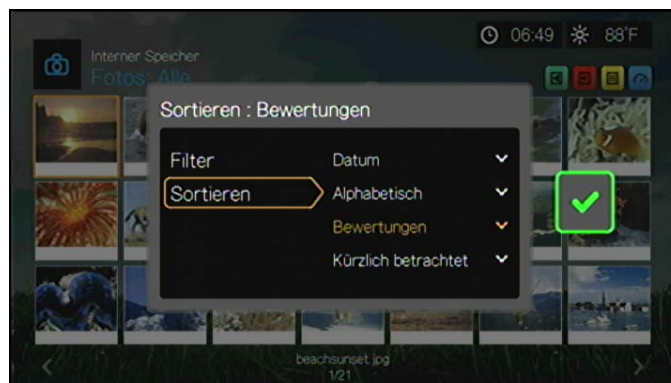 06:49 88°F
Interner Speicher
Fotos: Alle
Sortieren : Bewertungen
Filter
Sortieren
Datum
Alphabetisch
Bewertungen
Kürzlich betrachtet
beachsunset.jpg
1/21